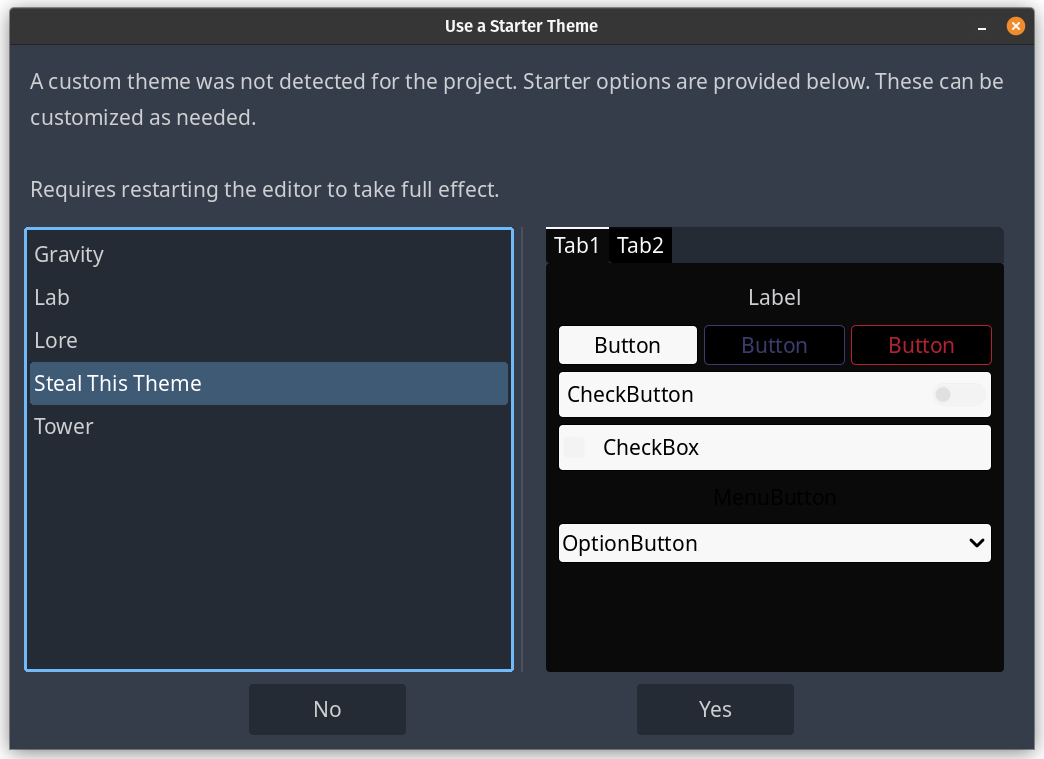 Use a Starter Theme
A custom theme was not detected for the project. Starter options are provided below. These can be
customized as needed.
Requires restarting the editor to take full effect.
Gravity
Lab
Lore
Steal This Theme
Tower
Tab1 Tab2
Label
Button Button Button
CheckButton
CheckBox
MenuButton
OptionButton
No Yes